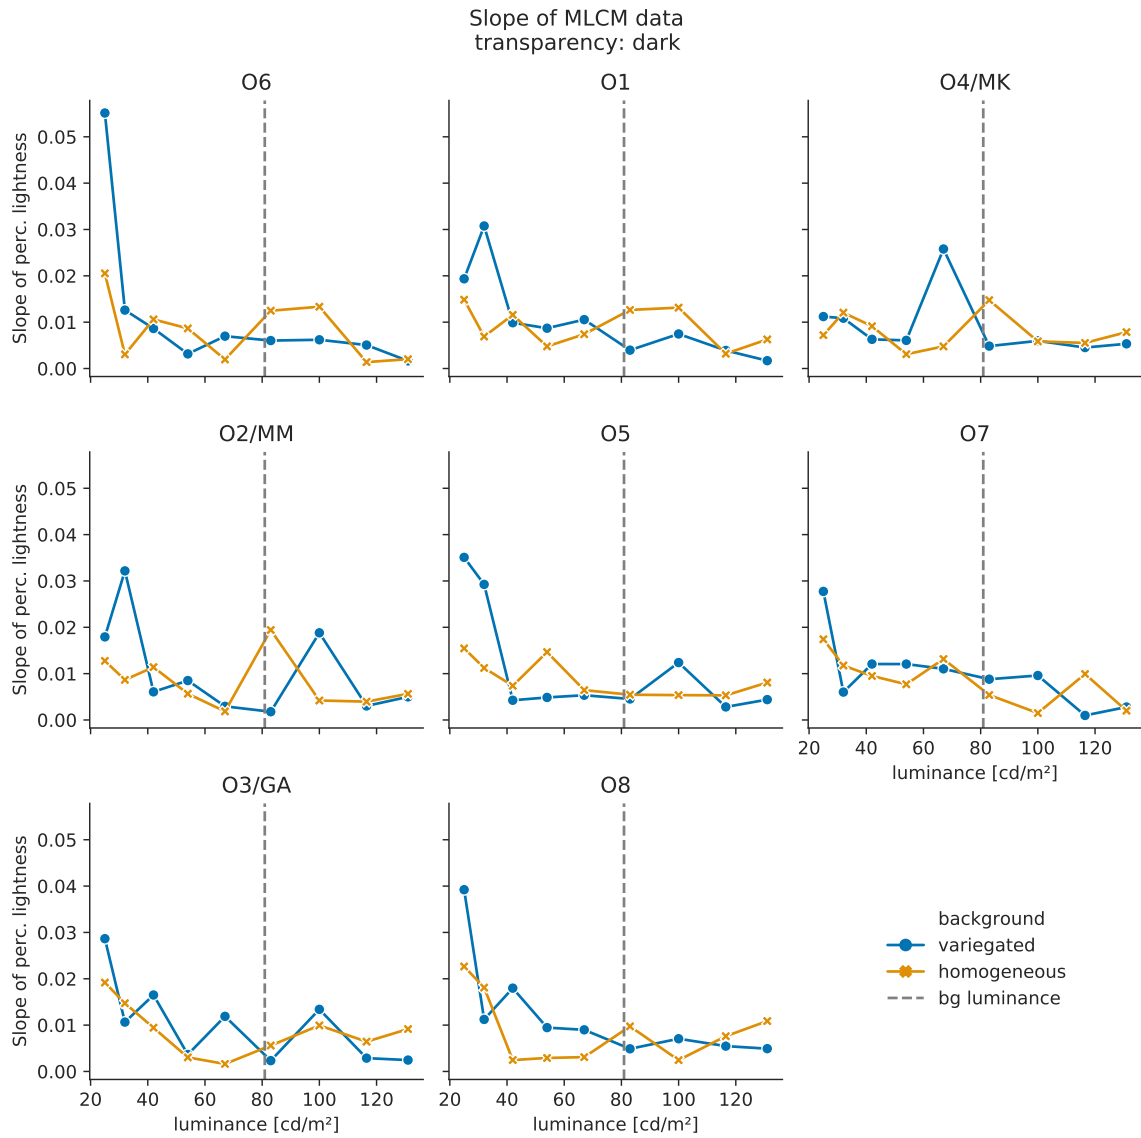 Slope of MLCM data
transparency: dark
O6
O1
O4/MK
Slope of perc. lightness
0.05
0.04
0.03
0.02
0.01
0.00
O2/MM
O5
O7
Slope of perc. lightness
0.05
0.04
0.03
0.02
0.01
0.00
20 40 60 80 100 120
luminance [cd/m²]
O3/GA
O8
Slope of perc. lightness
0.05
0.04
0.03
0.02
0.01
0.00
20 40 60 80 100 120
luminance [cd/m²]
20 40 60 80 100 120
luminance [cd/m²]
background
variegated
homogeneous
bg luminance